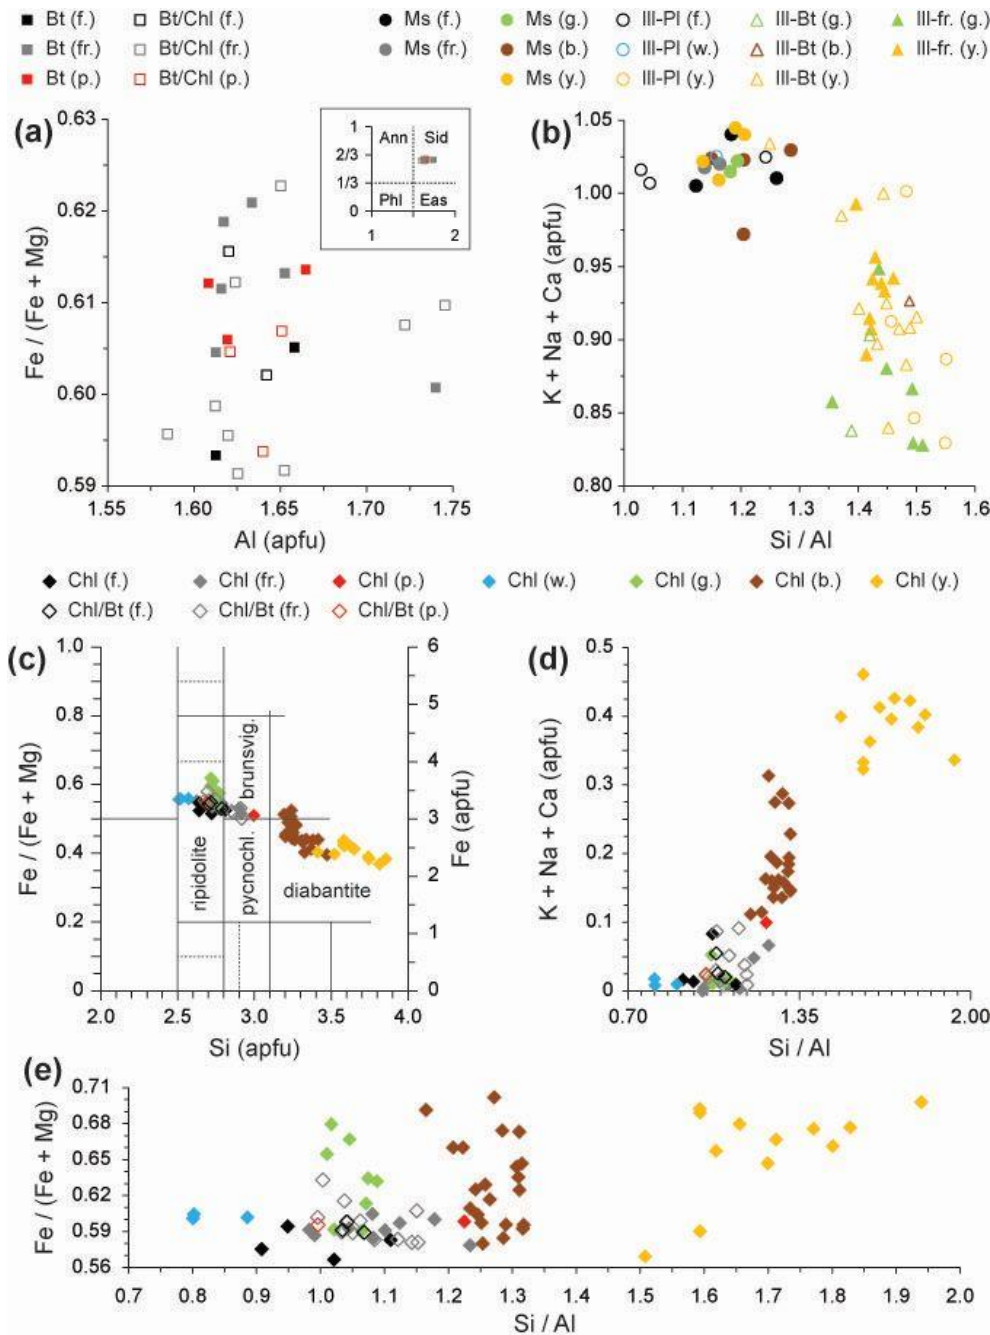 Bt (f.) Bt/Chl (f.) Ms (f.) Ms (g.) Ill-Pl (f.) Ill-Bt (g.) Ill-fr. (g.)
Bt (fr.) Bt/Chl (fr.) Ms (fr.) Ms (b.) Ill-Pl (w.) Ill-Bt (b.) Ill-fr. (y.)
Bt (p.) Bt/Chl (p.) Ms (y.) Ill-Pl (y.) Ill-Bt (y.)
(a)
Fe / (Fe + Mg)
0.63
0.62
0.61
0.60
0.59
1.55 1.60 1.65 1.70 1.75
Al (apfu)
1
2/3
1/3
0
Ann Sid
Phl Eas
1 2
(b)
K + Na + Ca (apfu)
1.05
1.00
0.95
0.90
0.85
0.80
1.0 1.1 1.2 1.3 1.4 1.5 1.6
Si / Al
Chl (f.) Chl (fr.) Chl (p.) Chl (w.) Chl (g.) Chl (b.) Chl (y.)
Chl/Bt (f.) Chl/Bt (fr.) Chl/Bt (p.)
(c)
Fe / (Fe + Mg)
1.0
0.8
0.6
0.4
0.2
0
2.0 2.5 3.0 3.5 4.0
Si (apfu)
ripidolite
brunsvig.
pycnochl.
diabantite
6
5
4
3
2
1
0
Fe (apfu)
(d)
K + Na + Ca (apfu)
0.5
0.4
0.3
0.2
0.1
0
0.70 1.35 2.00
Si / Al
(e)
Fe / (Fe + Mg)
0.71
0.68
0.65
0.62
0.59
0.56
0.7 0.8 0.9 1.0 1.1 1.2 1.3 1.4 1.5 1.6 1.7 1.8 1.9 2.0
Si / Al